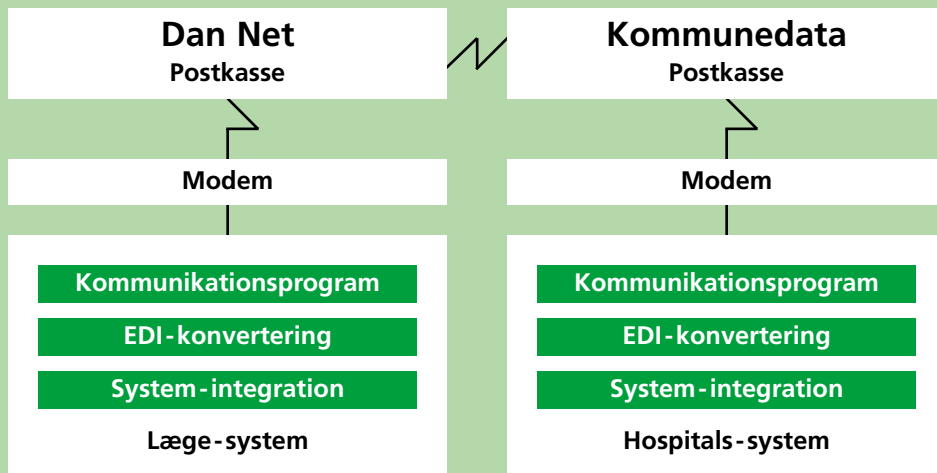 Dan Net
Postkasse
Modem
Kommunikationsprogram
EDI-konvertering
System-integration
Læge-system
Kommunedata
Postkasse
Modem
Kommunikationsprogram
EDI-konvertering
System-integration
Hospitals-system